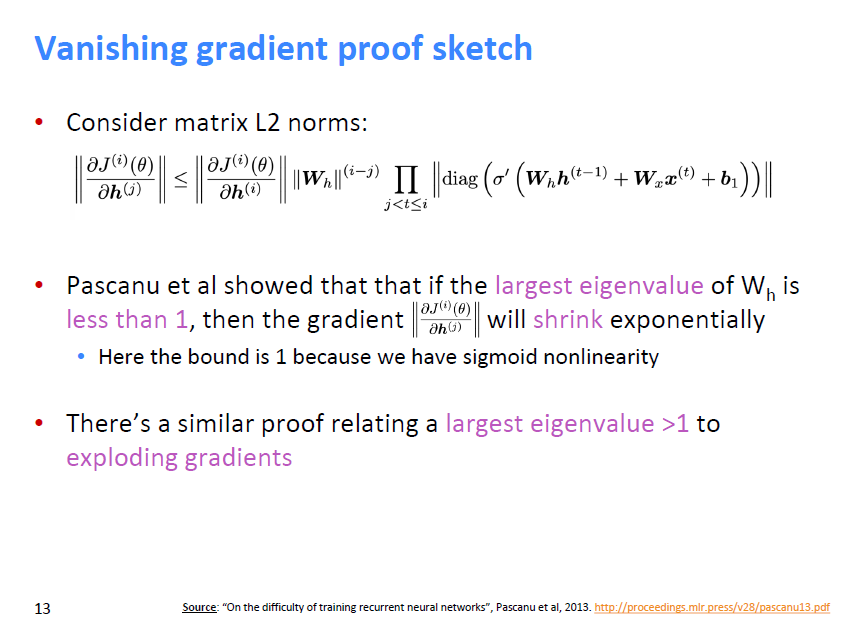 Vanishing gradient proof sketch
• Consider matrix L2 norms:
$$\left\| \frac{\partial J^{(i)}(\theta)}{\partial \boldsymbol{h}^{(j)}} \right\| \leq \left\| \frac{\partial J^{(i)}(\theta)}{\partial \boldsymbol{h}^{(i)}} \right\| \left\| \boldsymbol{W}_h \right\|^{(i-j)} \prod_{j<t\leq i} \left\| \text{diag}\left(\sigma'\left(\boldsymbol{W}_h \boldsymbol{h}^{(t-1)} + \boldsymbol{W}_x \boldsymbol{x}^{(t)} + \boldsymbol{b}_1\right)\right) \right\|$$
• Pascanu et al showed that that if the largest eigenvalue of W_h is
less than 1, then the gradient $\left\| \frac{\partial J^{(i)}(\theta)}{\partial \boldsymbol{h}^{(j)}} \right\|$ will shrink exponentially
• Here the bound is 1 because we have sigmoid nonlinearity
• There's a similar proof relating a largest eigenvalue >1 to
exploding gradients
13
Source: "On the difficulty of training recurrent neural networks", Pascanu et al, 2013. http://proceedings.mlr.press/v28/pascanu13.pdf